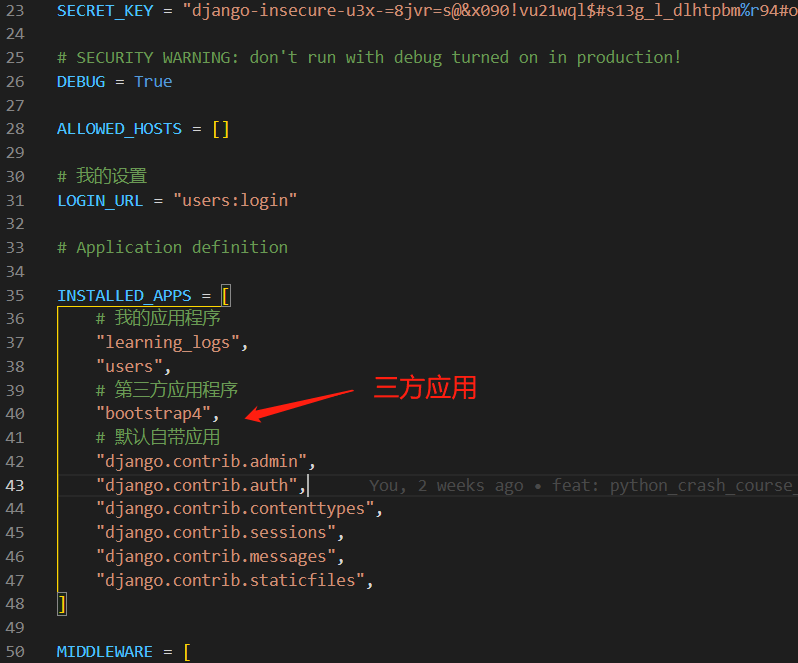 23 SECRET_KEY = "django-insecure-u3x-=8jvr=s@&x090!vu21wql$#s13g_l_dlhtpbm%r94#o
24
25 # SECURITY WARNING: don't run with debug turned on in production!
26 DEBUG = True
27
28 ALLOWED_HOSTS = []
29
30 # 我的设置
31 LOGIN_URL = "users:login"
32
33 # Application definition
34
35 INSTALLED_APPS = [
36 # 我的应用程序
37 "learning_logs",
38 "users",
39 # 第三方应用程序
40 "bootstrap4",
三方应用
41 # 默认自带应用
42 "django.contrib.admin",
43 "django.contrib.auth", You, 2 weeks ago • feat: python_crash_course_
44 "django.contrib.contenttypes",
45 "django.contrib.sessions",
46 "django.contrib.messages",
47 "django.contrib.staticfiles",
48 ]
49
50 MIDDLEWARE = [